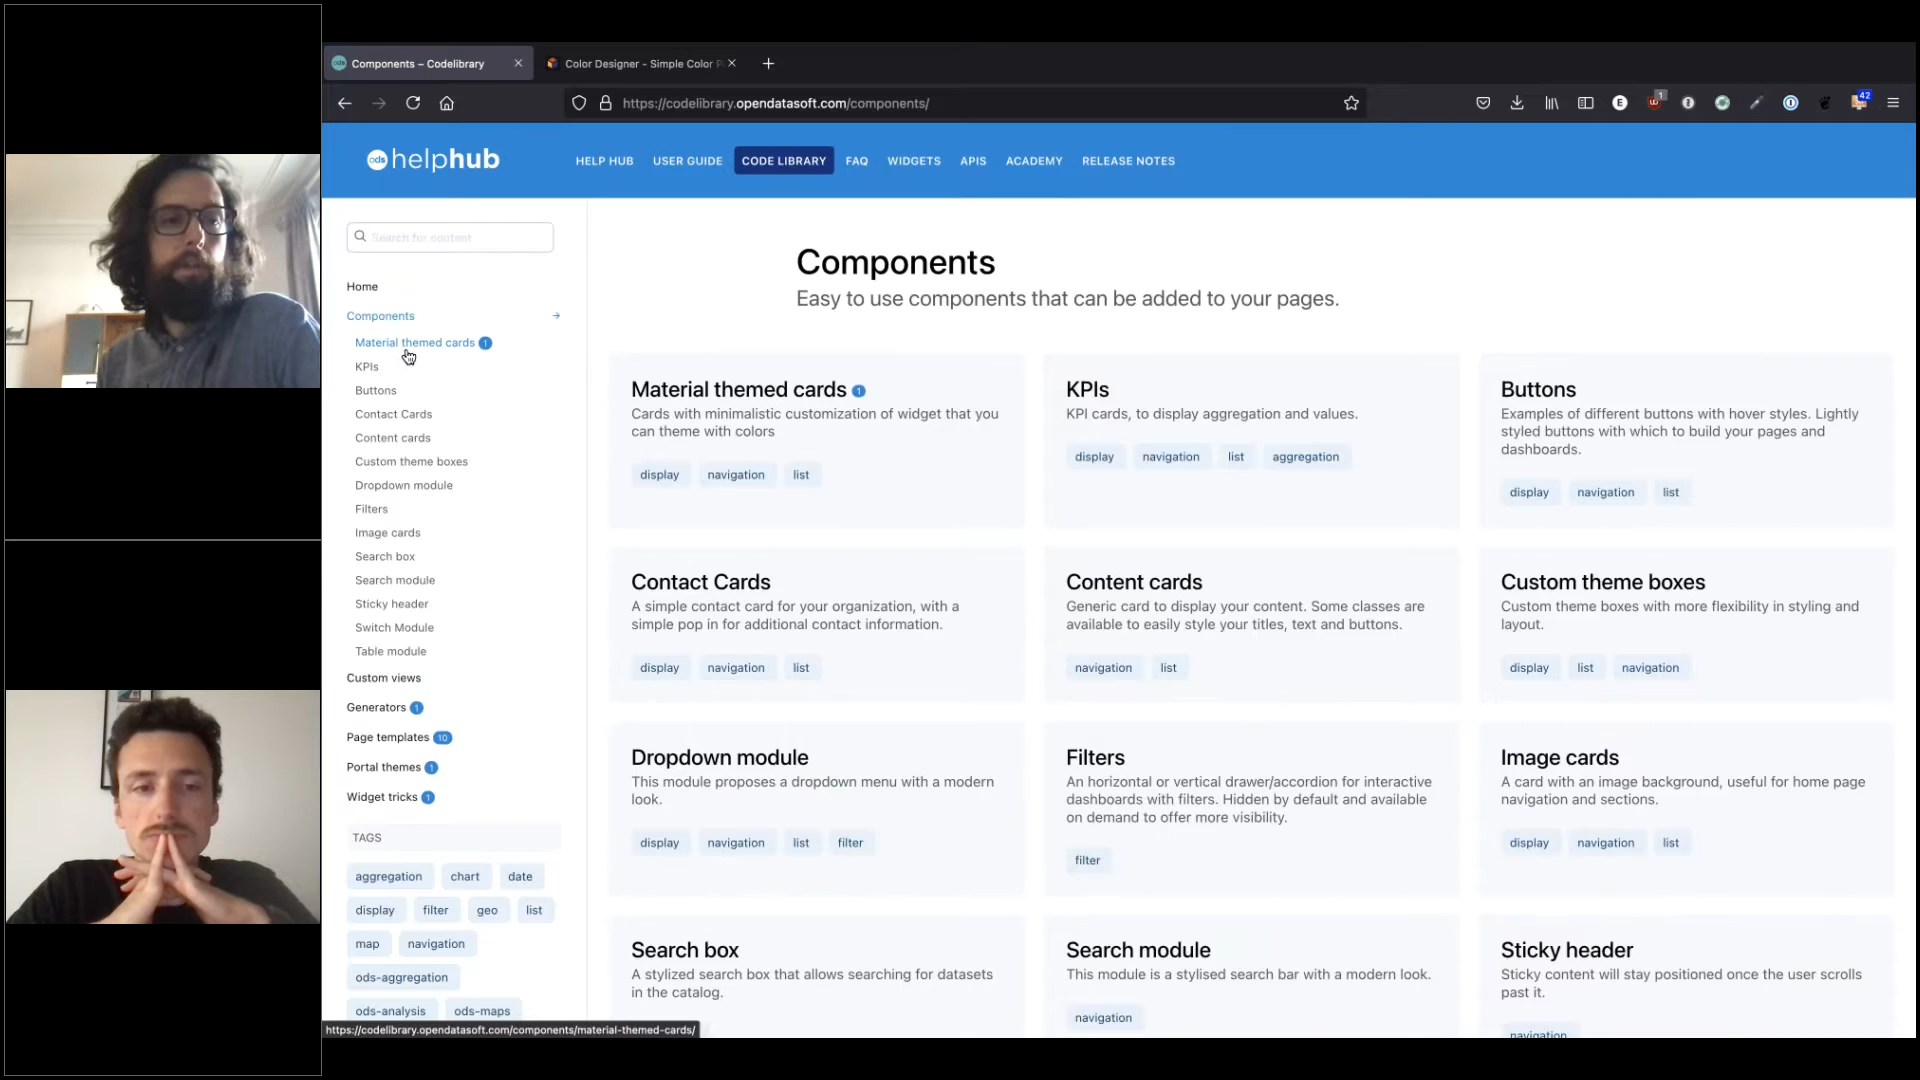 Components – Codelibrary
Color Designer - Simple Color P
https://codelibrary.opendatasoft.com/components/
1
42
ods helphub
HELP HUB
USER GUIDE
CODE LIBRARY
FAQ
WIDGETS
APIS
ACADEMY
RELEASE NOTES
Search for content
Home
Components
Material themed cards 1
KPIs
Buttons
Contact Cards
Content cards
Custom theme boxes
Dropdown module
Filters
Image cards
Search box
Search module
Sticky header
Switch Module
Table module
Custom views
Generators 1
Page templates 10
Portal themes 1
Widget tricks 1
TAGS
aggregation chart date
display filter geo list
map navigation
ods-aggregation
ods-analysis ods-maps
https://codelibrary.opendatasoft.com/components/material-themed-cards/
Components
Easy to use components that can be added to your pages.
Material themed cards 1
Cards with minimalistic customization of widget that you
can theme with colors
display navigation list
KPIs
KPI cards, to display aggregation and values.
display navigation list aggregation
Buttons
Examples of different buttons with hover styles. Lightly
styled buttons with which to build your pages and
dashboards.
display navigation list
Contact Cards
A simple contact card for your organization, with a
simple pop in for additional contact information.
display navigation list
Content cards
Generic card to display your content. Some classes are
available to easily style your titles, text and buttons.
navigation list
Custom theme boxes
Custom theme boxes with more flexibility in styling and
layout.
display list navigation
Dropdown module
This module proposes a dropdown menu with a modern
look.
display navigation list filter
Filters
An horizontal or vertical drawer/accordion for interactive
dashboards with filters. Hidden by default and available
on demand to offer more visibility.
filter
Image cards
A card with an image background, useful for home page
navigation and sections.
display navigation list
Search box
A stylized search box that allows searching for datasets
in the catalog.
Search module
This module is a stylised search bar with a modern look.
navigation
Sticky header
Sticky content will stay positioned once the user scrolls
past it.
navigation